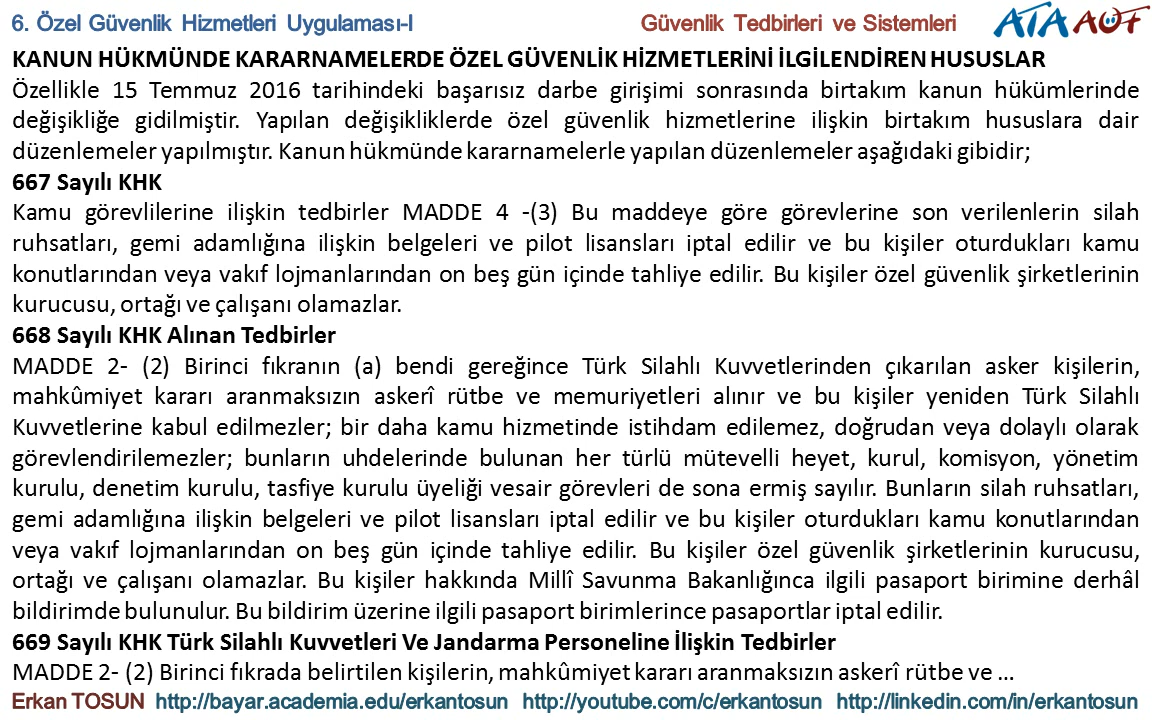 6. Özel Güvenlik Hizmetleri Uygulaması-I Güvenlik Tedbirleri ve Sistemleri ATA AÖF
KANUN HÜKMÜNDE KARARNAMELERDE ÖZEL GÜVENLİK HİZMETLERİNİ İLGİLENDİREN HUSUSLAR
Özellikle 15 Temmuz 2016 tarihindeki başarısız darbe girişimi sonrasında birtakım kanun hükümlerinde
değişikliğe gidilmiştir. Yapılan değişikliklerde özel güvenlik hizmetlerine ilişkin birtakım hususlara dair
düzenlemeler yapılmıştır. Kanun hükmünde kararnamelerle yapılan düzenlemeler aşağıdaki gibidir;
667 Sayılı KHK
Kamu görevlilerine ilişkin tedbirler MADDE 4 -(3) Bu maddeye göre görevlerine son verilenlerin silah
ruhsatları, gemi adamlığına ilişkin belgeleri ve pilot lisansları iptal edilir ve bu kişiler oturdukları kamu
konutlarından veya vakıf lojmanlarından on beş gün içinde tahliye edilir. Bu kişiler özel güvenlik şirketlerinin
kurucusu, ortağı ve çalışanı olamazlar.
668 Sayılı KHK Alınan Tedbirler
MADDE 2- (2) Birinci fıkranın (a) bendi gereğince Türk Silahlı Kuvvetlerinden çıkarılan asker kişilerin,
mahkûmiyet kararı aranmaksızın askerî rütbe ve memuriyetleri alınır ve bu kişiler yeniden Türk Silahlı
Kuvvetlerine kabul edilmezler; bir daha kamu hizmetinde istihdam edilemez, doğrudan veya dolaylı olarak
görevlendirilemezler; bunların uhdelerinde bulunan her türlü mütevelli heyet, kurul, komisyon, yönetim
kurulu, denetim kurulu, tasfiye kurulu üyeliği vesair görevleri de sona ermiş sayılır. Bunların silah ruhsatları,
gemi adamlığına ilişkin belgeleri ve pilot lisansları iptal edilir ve bu kişiler oturdukları kamu konutlarından
veya vakıf lojmanlarından on beş gün içinde tahliye edilir. Bu kişiler özel güvenlik şirketlerinin kurucusu,
ortağı ve çalışanı olamazlar. Bu kişiler hakkında Millî Savunma Bakanlığınca ilgili pasaport birimine derhâl
bildirimde bulunulur. Bu bildirim üzerine ilgili pasaport birimlerince pasaportlar iptal edilir.
669 Sayılı KHK Türk Silahlı Kuvvetleri Ve Jandarma Personeline İlişkin Tedbirler
MADDE 2- (2) Birinci fıkrada belirtilen kişilerin, mahkûmiyet kararı aranmaksızın askerî rütbe ve ...
Erkan TOSUN http://bayar.academia.edu/erkantosun http://youtube.com/c/erkantosun http://linkedin.com/in/erkantosun